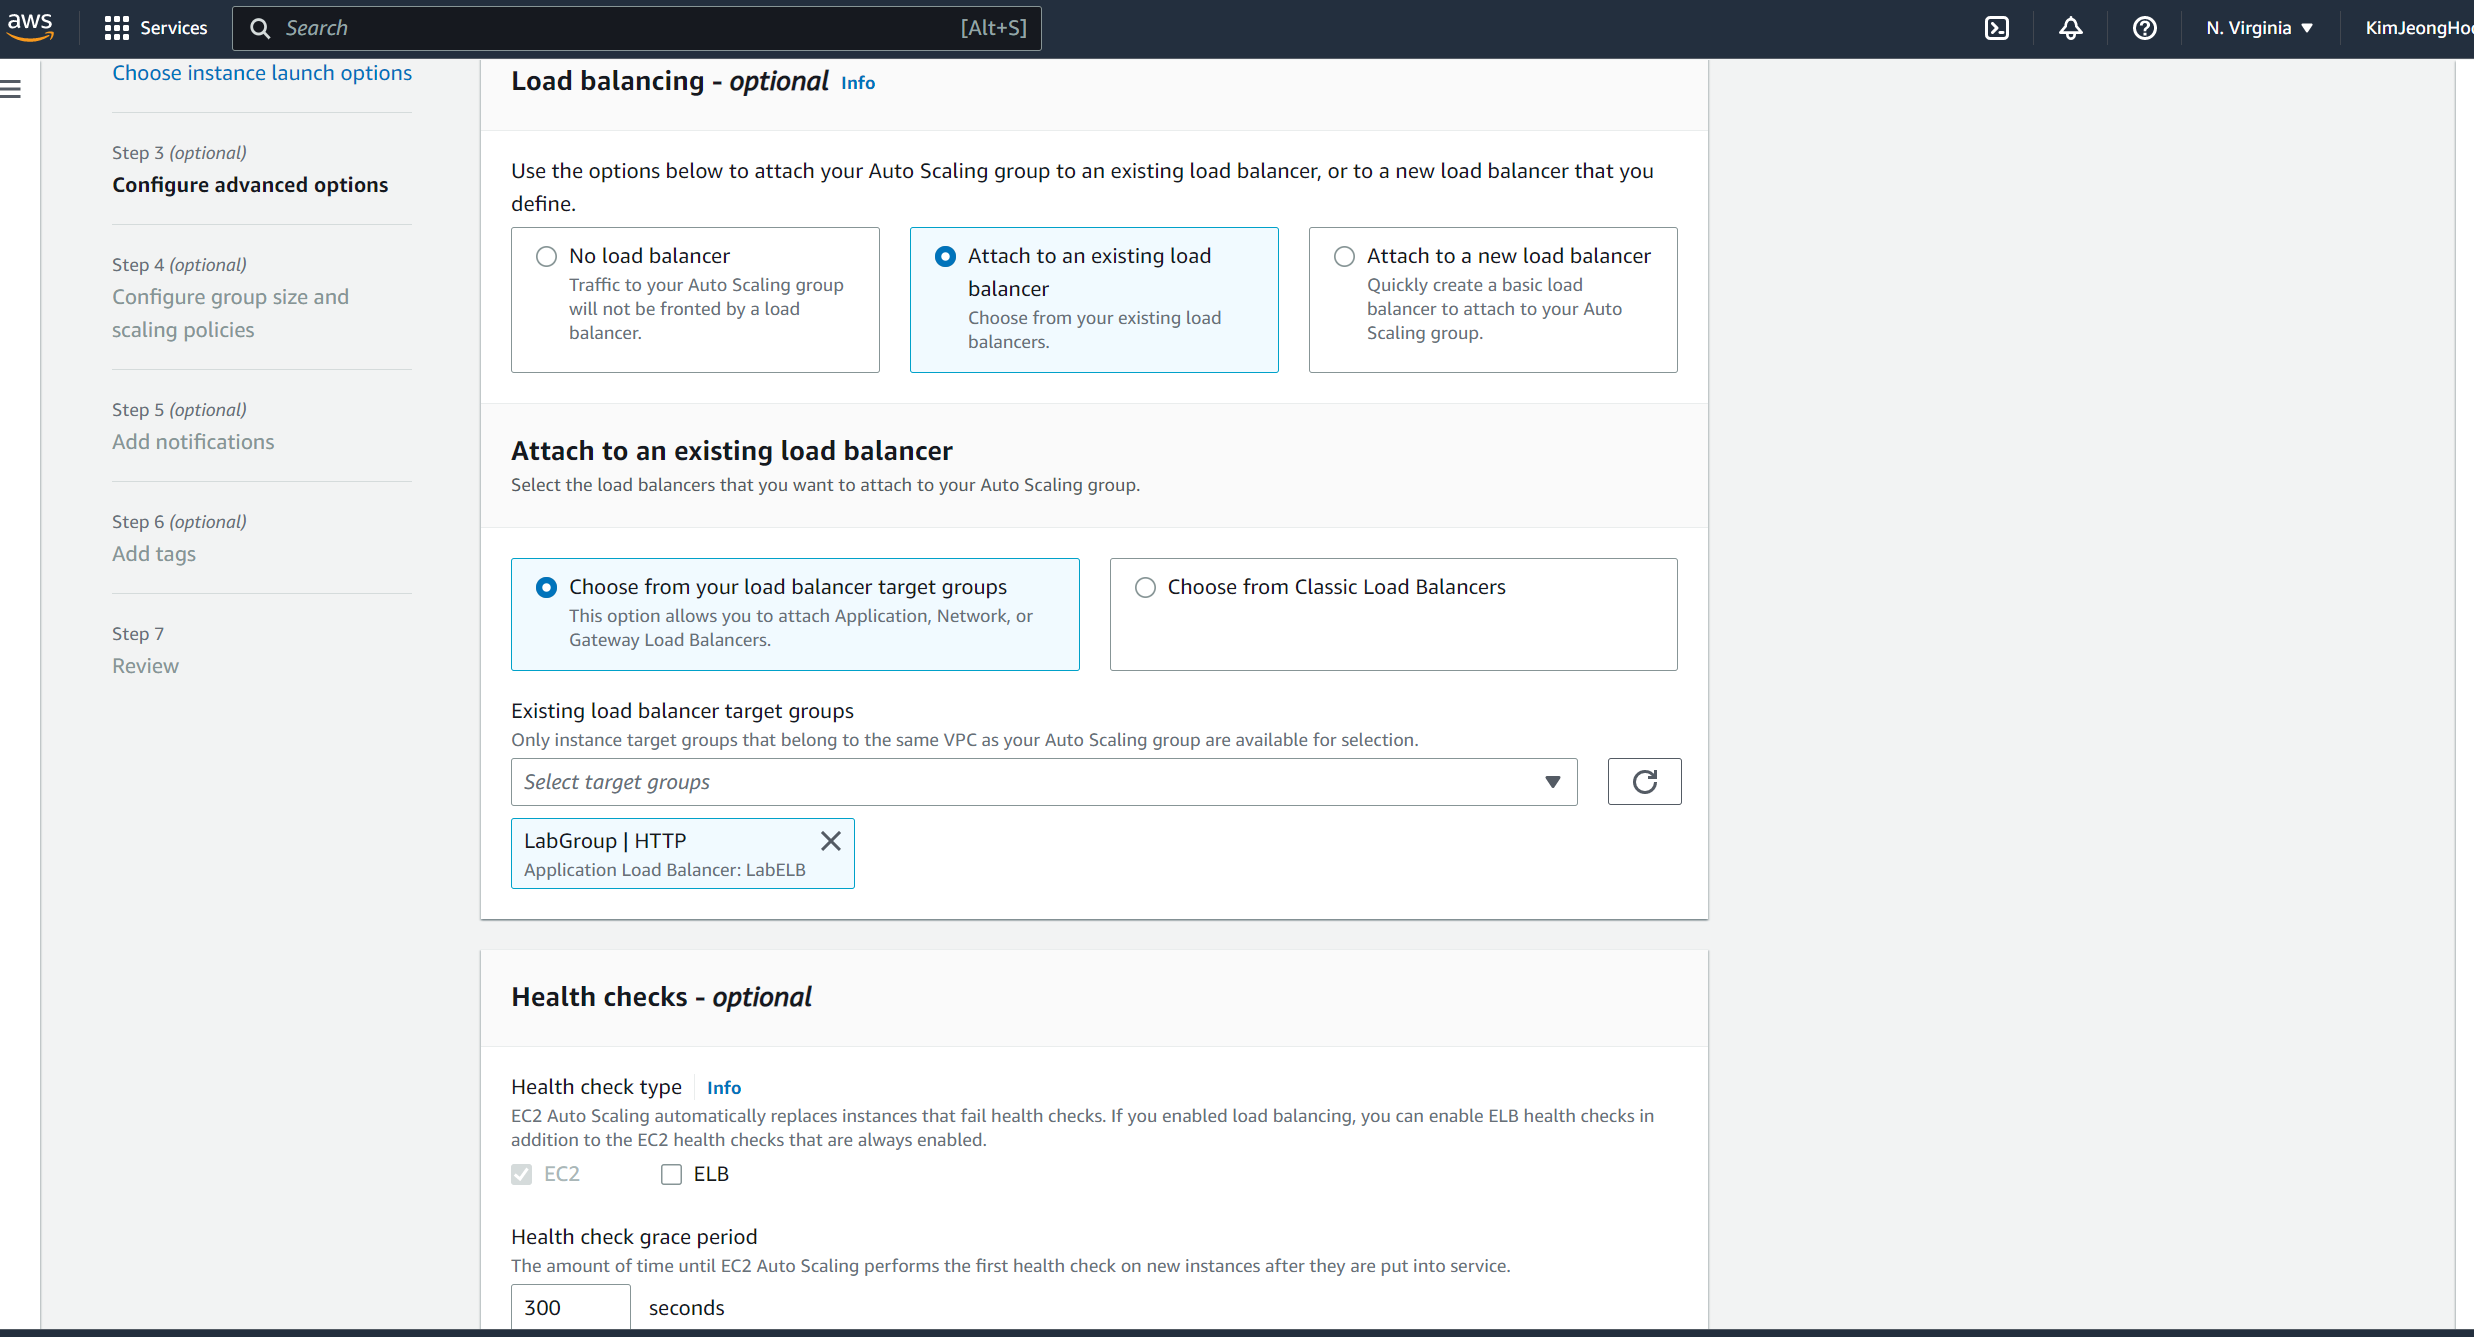 aws
Services
Search
[Alt+S]
N. Virginia
Choose instance launch options
Step 3 (optional)
Configure advanced options
Step 4 (optional)
Configure group size and
scaling policies
Step 5 (optional)
Add notifications
Step 6 (optional)
Add tags
Step 7
Review
Load balancing - optional Info
Use the options below to attach your Auto Scaling group to an existing load balancer, or to a new load balancer that you
define.
No load balancer
Traffic to your Auto Scaling group
will not be fronted by a load
balancer.
Attach to an existing load
balancer
Choose from your existing load
balancers.
Attach to a new load balancer
Quickly create a basic load
balancer to attach to your Auto
Scaling group.
Attach to an existing load balancer
Select the load balancers that you want to attach to your Auto Scaling group.
Choose from your load balancer target groups
This option allows you to attach Application, Network, or
Gateway Load Balancers.
Choose from Classic Load Balancers
Existing load balancer target groups
Only instance target groups that belong to the same VPC as your Auto Scaling group are available for selection.
Select target groups
LabGroup | HTTP
Application Load Balancer: LabELB
Health checks - optional
Health check type Info
EC2 Auto Scaling automatically replaces instances that fail health checks. If you enabled load balancing, you can enable ELB health checks in
addition to the EC2 health checks that are always enabled.
EC2
ELB
Health check grace period
The amount of time until EC2 Auto Scaling performs the first health check on new instances after they are put into service.
300 seconds